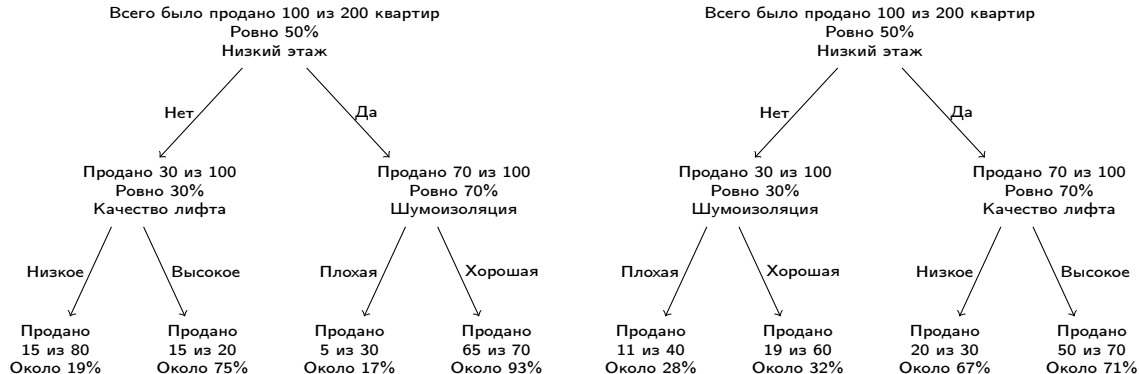 Всего было продано 100 из 200 квартир
Ровно 50%
Низкий этаж
Нет
Да
Продано 30 из 100
Ровно 30%
Качество лифта
Продано 70 из 100
Ровно 70%
Шумоизоляция
Низкое
Высокое
Плохая
Хорошая
Продано
15 из 80
Около 19%
Продано
15 из 20
Около 75%
Продано
5 из 30
Около 17%
Продано
65 из 70
Около 93%
Всего было продано 100 из 200 квартир
Ровно 50%
Низкий этаж
Нет
Да
Продано 30 из 100
Ровно 30%
Шумоизоляция
Продано 70 из 100
Ровно 70%
Качество лифта
Плохая
Хорошая
Низкое
Высокое
Продано
11 из 40
Около 28%
Продано
19 из 60
Около 32%
Продано
20 из 30
Около 67%
Продано
50 из 70
Около 71%